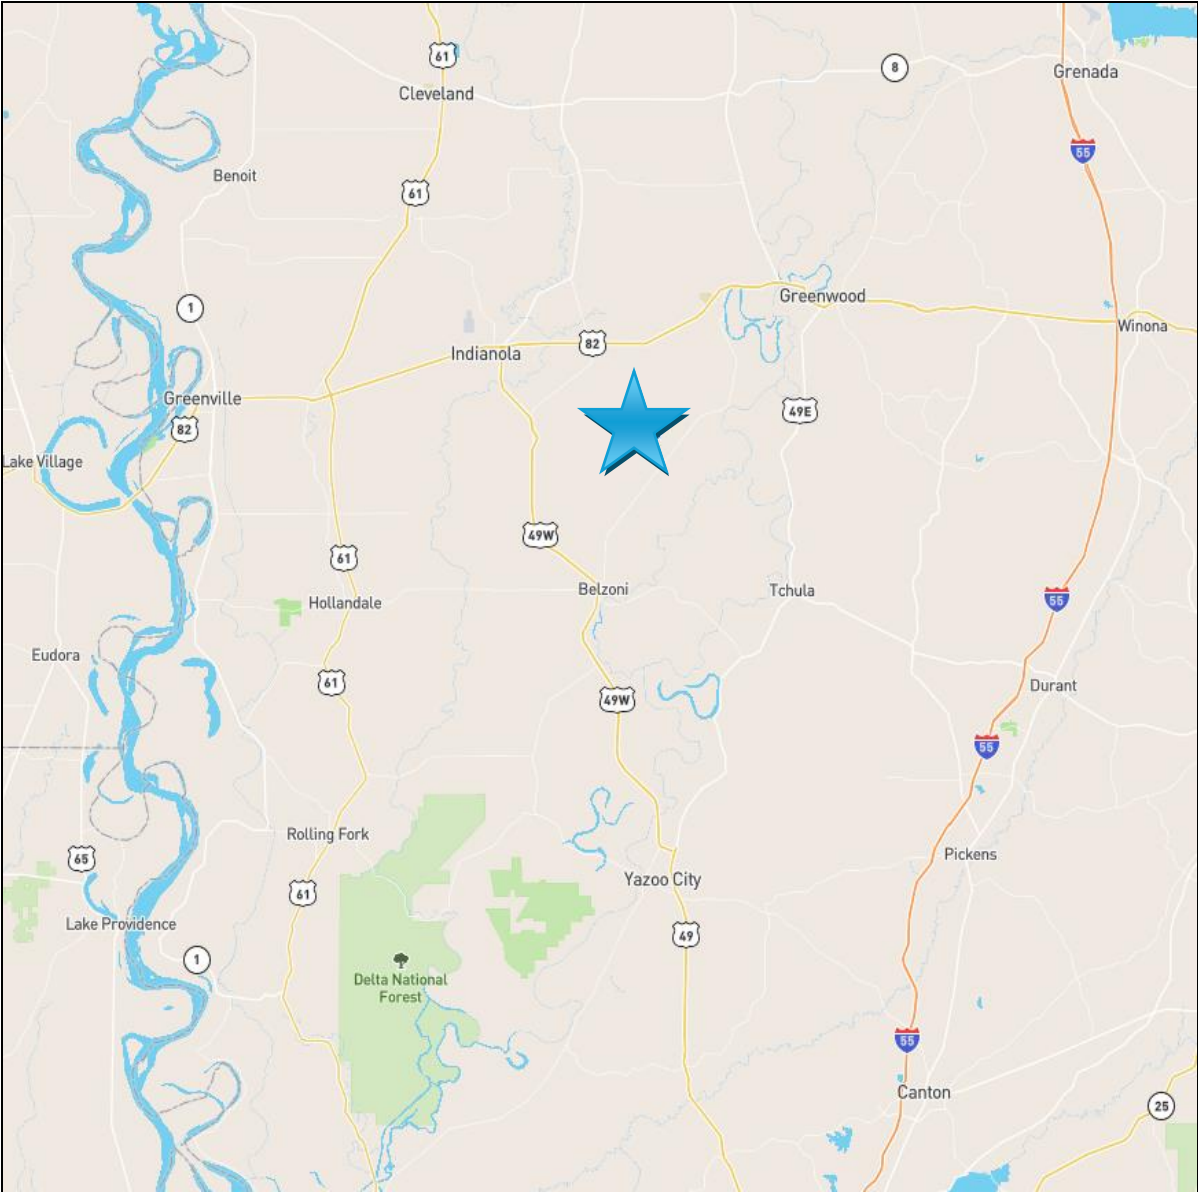 61
Cleveland
8
Grenada
55
Benoit
61
1
Greenwood
Winona
82
Indianola
Greenville
49E
82
Lake Village
49W
61
Belzoni
Tchula
Hollandale
55
Eudora
61
Durant
49W
55
Rolling Fork
65
Pickens
Yazoo City
61
Lake Providence
49
1
Delta National
Forest
55
Canton
25